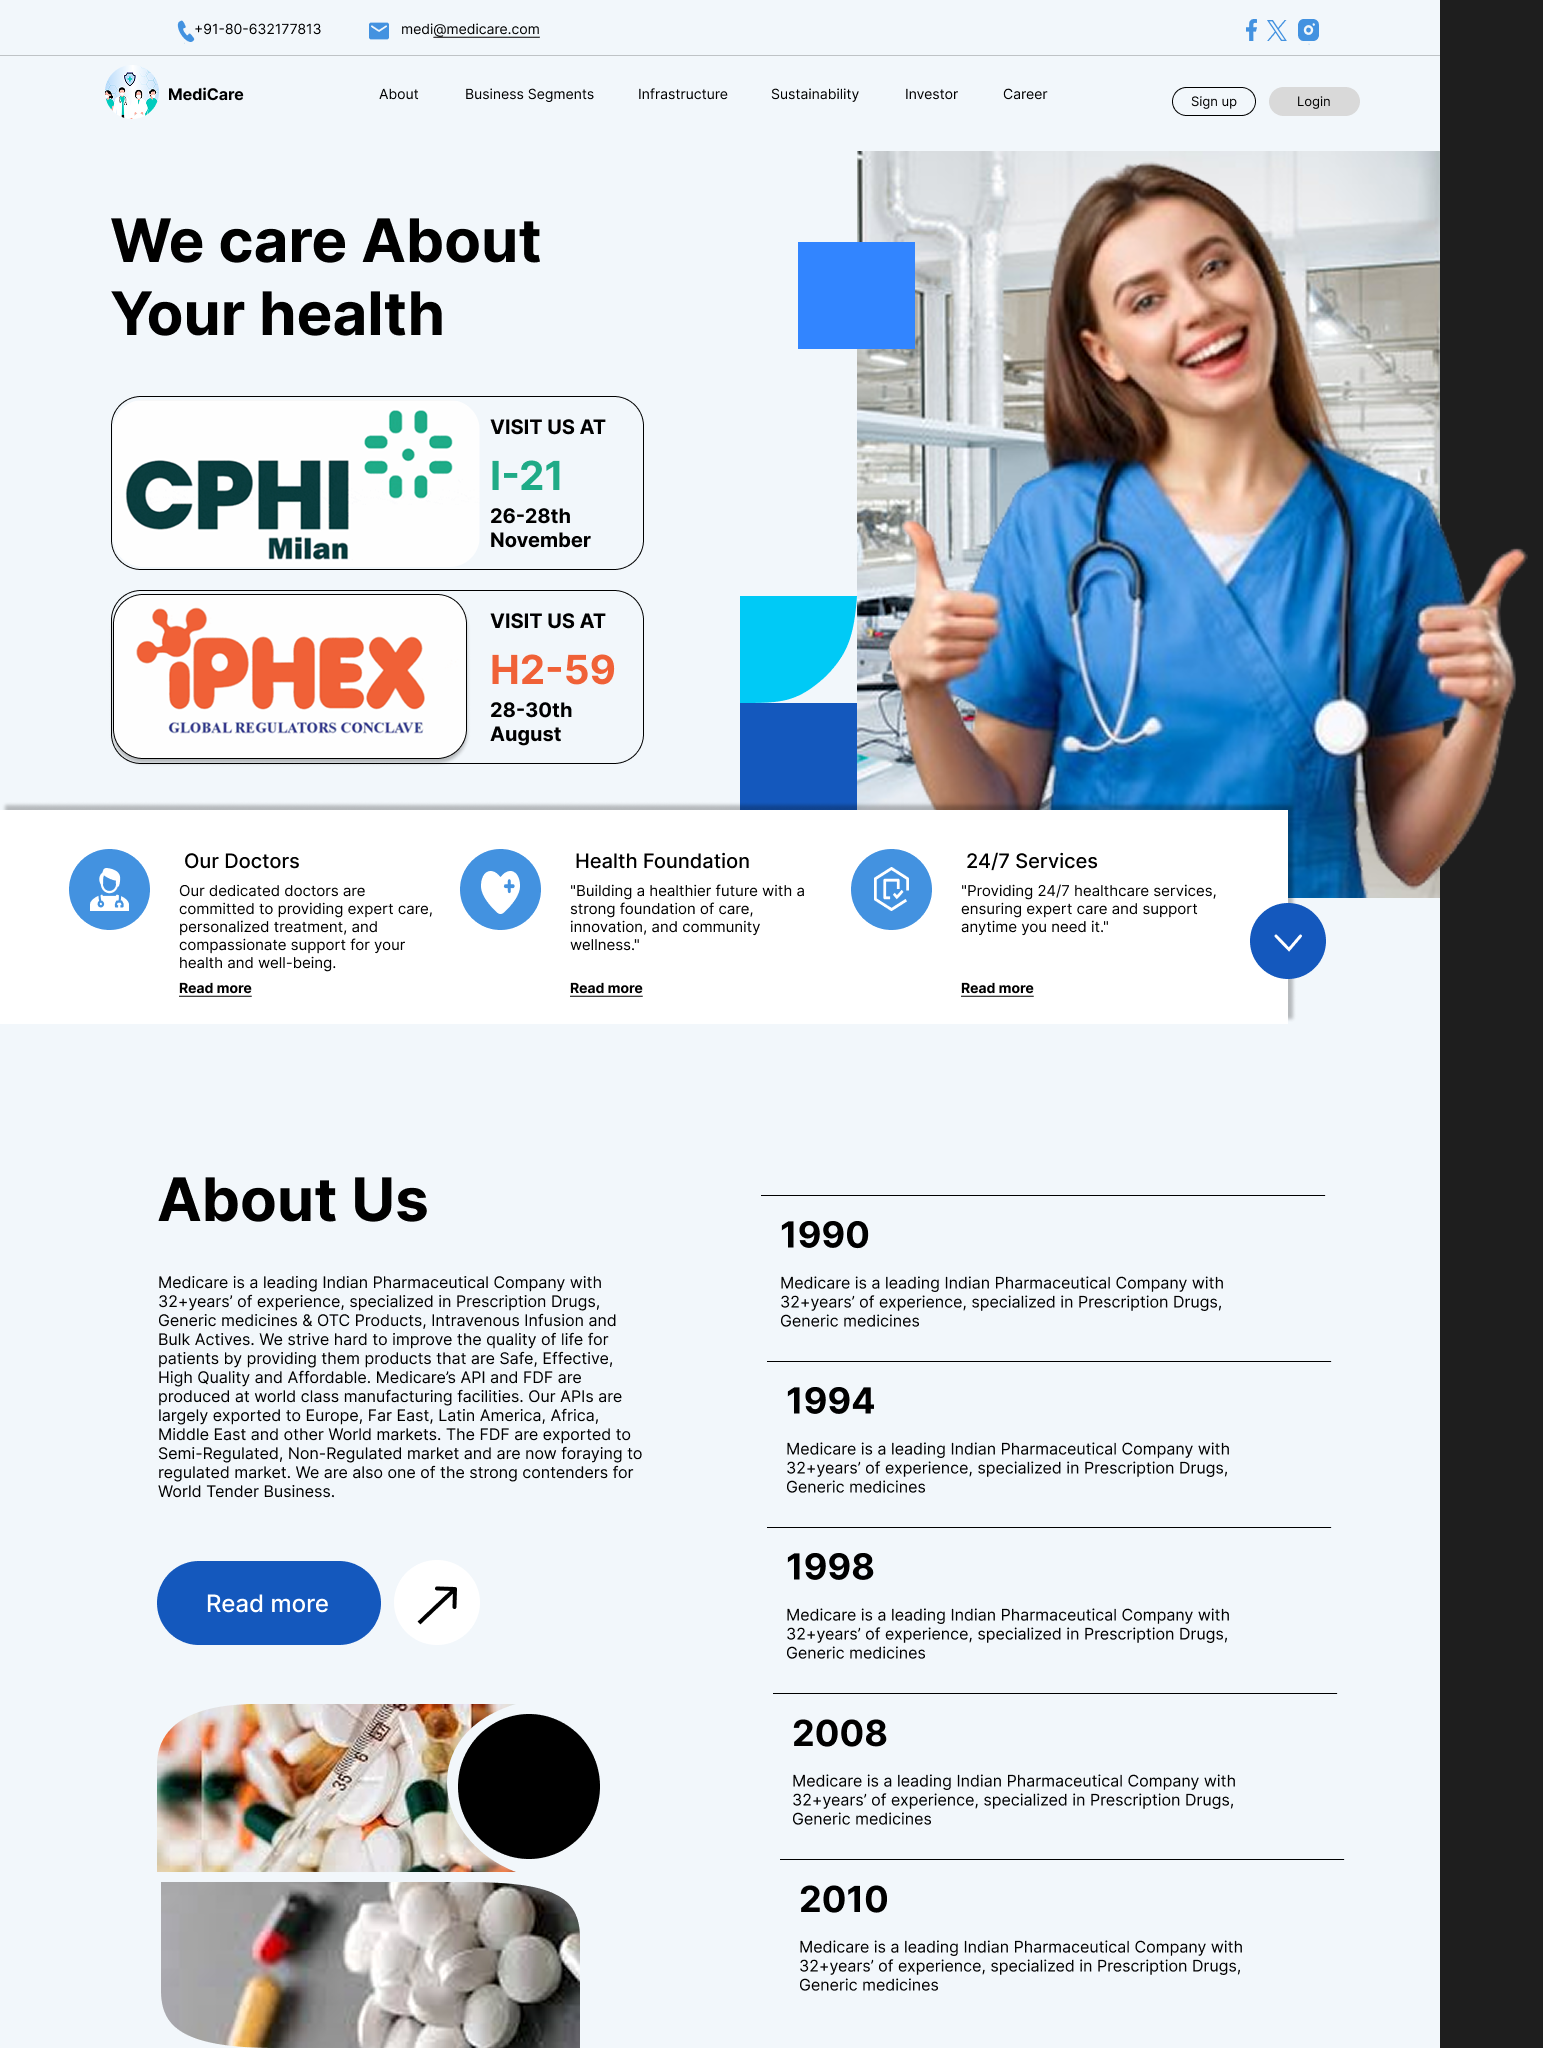 +91-80-632177813
medi@medicare.com
MediCare
About
Business Segments
Infrastructure
Sustainability
Investor
Career
Sign up
Login
We care About
Your health
CPHI
Milan
VISIT US AT
I-21
26-28th
November
iPHEX
GLOBAL REGULATORS CONCLAVE
VISIT US AT
H2-59
28-30th
August
Our Doctors
Our dedicated doctors are
committed to providing expert care,
personalized treatment, and
compassionate support for your
health and well-being.
Read more
Health Foundation
"Building a healthier future with a
strong foundation of care,
innovation, and community
wellness."
Read more
24/7 Services
"Providing 24/7 healthcare services,
ensuring expert care and support
anytime you need it."
Read more
About Us
Medicare is a leading Indian Pharmaceutical Company with
32+years’ of experience, specialized in Prescription Drugs,
Generic medicines & OTC Products, Intravenous Infusion and
Bulk Actives. We strive hard to improve the quality of life for
patients by providing them products that are Safe, Effective,
High Quality and Affordable. Medicare’s API and FDF are
produced at world class manufacturing facilities. Our APIs are
largely exported to Europe, Far East, Latin America, Africa,
Middle East and other World markets. The FDF are exported to
Semi-Regulated, Non-Regulated market and are now foraying to
regulated market. We are also one of the strong contenders for
World Tender Business.
Read more
35 6 37
1990
Medicare is a leading Indian Pharmaceutical Company with
32+years’ of experience, specialized in Prescription Drugs,
Generic medicines
1994
Medicare is a leading Indian Pharmaceutical Company with
32+years’ of experience, specialized in Prescription Drugs,
Generic medicines
1998
Medicare is a leading Indian Pharmaceutical Company with
32+years’ of experience, specialized in Prescription Drugs,
Generic medicines
2008
Medicare is a leading Indian Pharmaceutical Company with
32+years’ of experience, specialized in Prescription Drugs,
Generic medicines
2010
Medicare is a leading Indian Pharmaceutical Company with
32+years’ of experience, specialized in Prescription Drugs,
Generic medicines